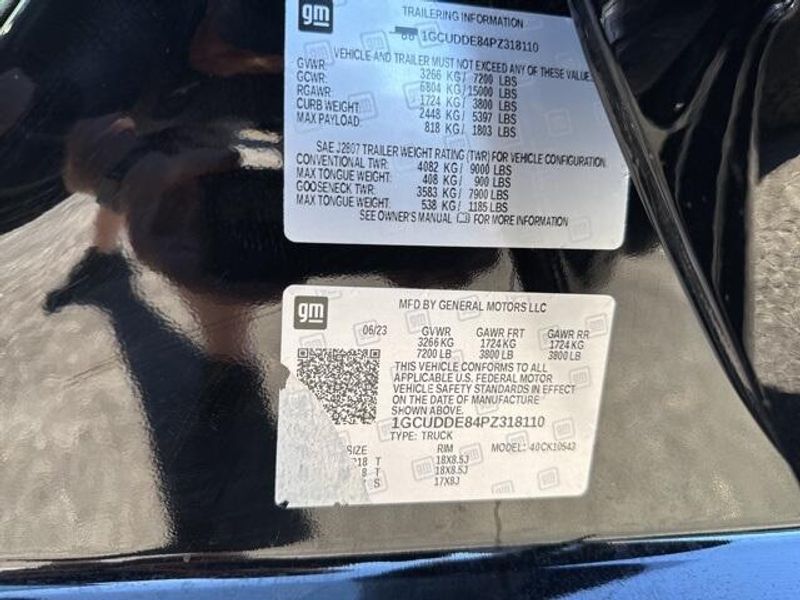 gm
TRAILERING INFORMATION
1GCUDDE84PZ318110
VEHICLE AND TRAILER MUST NOT EXCEED ANY OF THESE VALUES
GVWR: 3266 KG/ 7200 LBS
GCWR: 6804 KG/15000 LBS
RGAWR: 1724 KG/ 3800 LBS
CURB WEIGHT: 2448 KG/ 5397 LBS
MAX PAYLOAD: 818 KG/ 1803 LBS
SAE J2807 TRAILER WEIGHT RATING (TWR) FOR VEHICLE CONFIGURATION
CONVENTIONAL TWR: 4082 KG/ 9000 LBS
MAX TONGUE WEIGHT: 408 KG/ 900 LBS
GOOSENECK TWR: 3583 KG/ 7900 LBS
MAX TONGUE WEIGHT: 538 KG/ 1185 LBS
SEE OWNER'S MANUAL FOR MORE INFORMATION
gm
MFD BY GENERAL MOTORS LLC
06/23 GVWR GAWR FRT GAWR RR
3266 KG 1724 KG 1724 KG
7200 LB 3800 LB 3800 LB
THIS VEHICLE CONFORMS TO ALL
APPLICABLE U.S. FEDERAL MOTOR
VEHICLE SAFETY STANDARDS IN EFFECT
ON THE DATE OF MANUFACTURE
SHOWN ABOVE.
1GCUDDE84PZ318110
TYPE: TRUCK MODEL: 40CK10543
SIZE RIM
218 T 18X8.5J
8 T 18X8.5J
S 17X8J